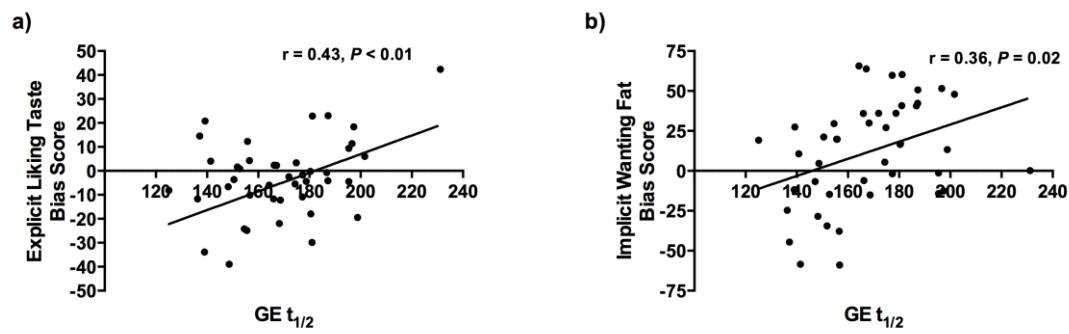 a)
r = 0.43, P < 0.01
Explicit Liking Taste
Bias Score
50
40
30
20
10
0
-10
-20
-30
-40
-50
120 140 160 180 200 220 240
GE t1/2
b)
r = 0.36, P = 0.02
Implicit Wanting Fat
Bias Score
75
50
25
0
-25
-50
-75
120 140 160 180 200 220 240
GE t1/2